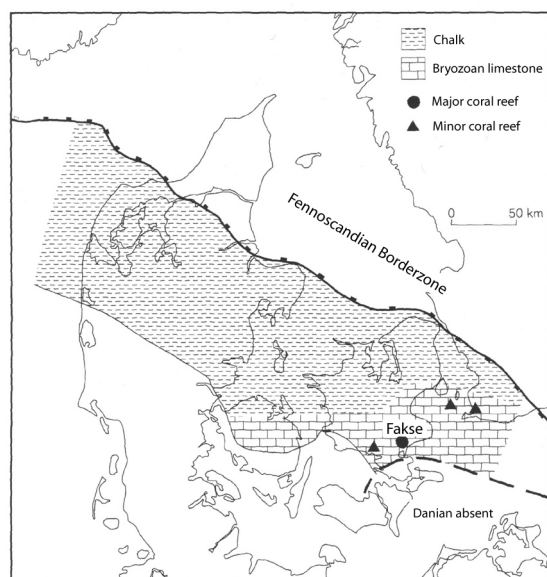 Chalk
Bryozoan limestone
Major coral reef
Minor coral reef
0 50 km
Fennoscandian Borderzone
Fakse
Danian absent